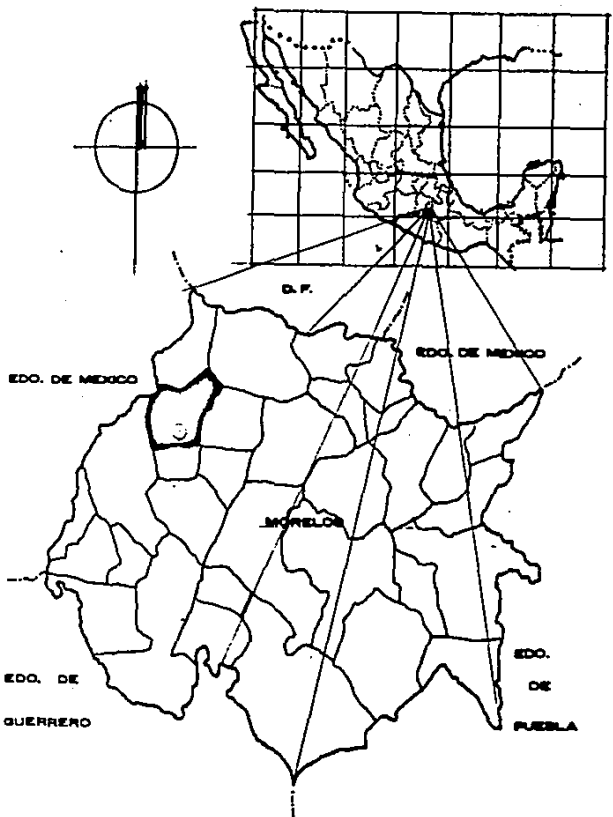 D. F.
EDO. DE MEXICO
EDO. DE MEXICO
MORELOS
EDO. DE
GUERRERO
EDO.
DE
PUEBLA